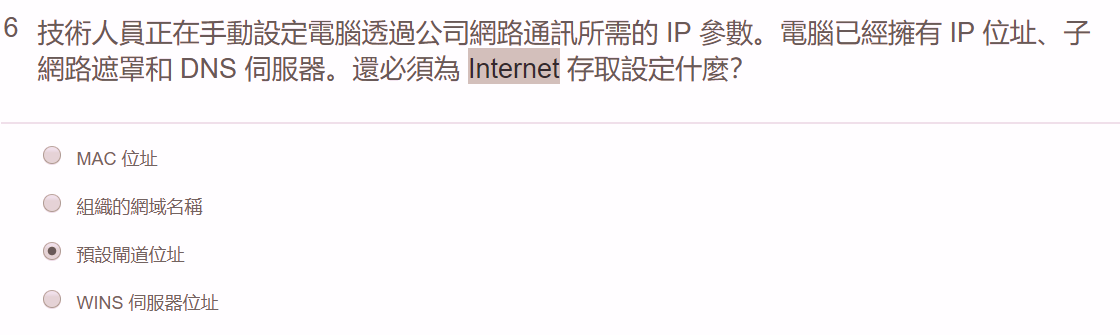 6 技術人員正在手動設定電腦透過公司網路通訊所需的 IP 參數。電腦已經擁有 IP 位址、子
網路遮罩和 DNS 伺服器。還必須為 Internet 存取設定什麼?
MAC 位址
組織的網域名稱
預設閘道位址
WINS 伺服器位址